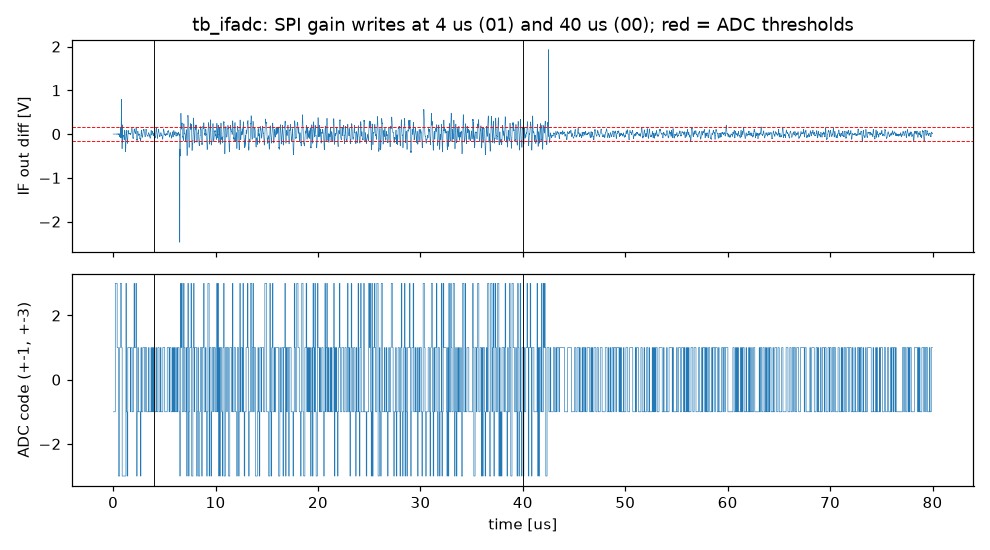 tb_ifadc: SPI gain writes at 4 us (01) and 40 us (00); red = ADC thresholds
IF out diff [V]
2
1
0
−1
−2
ADC code (+-1, +-3)
2
0
−2
0 10 20 30 40 50 60 70 80
time [us]